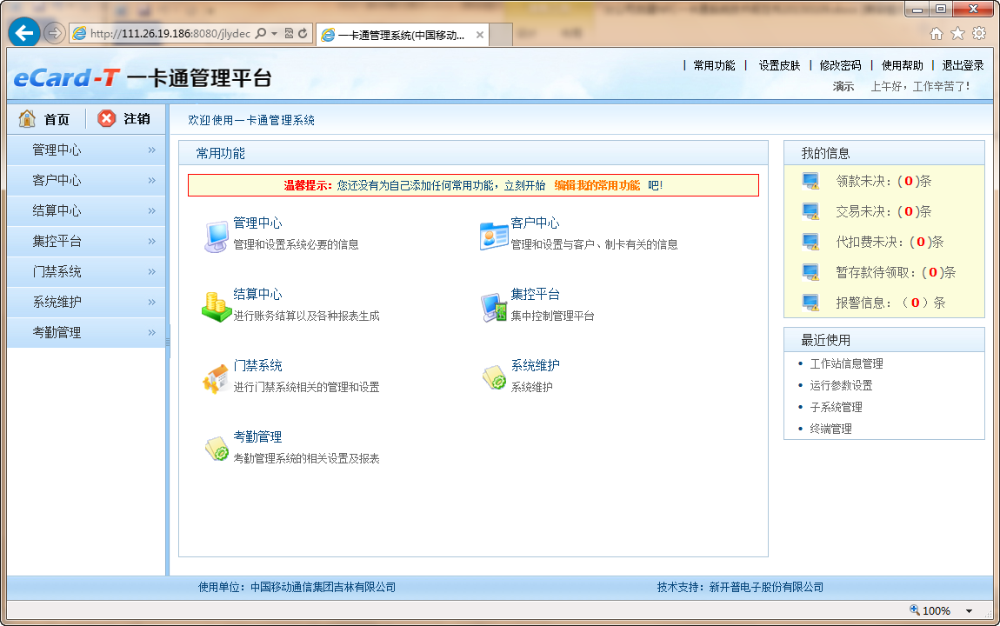 http://111.26.19.186:8080/jlydec
一卡通管理系统(中国移动...
eCard-T 一卡通管理平台
常用功能 设置皮肤 修改密码 使用帮助 退出登录
演示 上午好，工作辛苦了！
首页 注销
欢迎使用一卡通管理系统
管理中心
客户中心
结算中心
集控平台
门禁系统
系统维护
考勤管理
常用功能
温馨提示：您还没有为自己添加任何常用功能，立刻开始 编辑我的常用功能 吧!
管理中心
管理和设置系统必要的信息
客户中心
管理和设置与客户、制卡有关的信息
结算中心
进行账务结算以及各种报表生成
集控平台
集中控制管理平台
门禁系统
进行门禁系统相关的管理和设置
系统维护
系统维护
考勤管理
考勤管理系统的相关设置及报表
我的信息
领款未决：(0)条
交易未决：(0)条
代扣费未决：(0)条
暂存款待领取：(0)条
报警信息：（0）条
最近使用
工作站信息管理
运行参数设置
子系统管理
终端管理
使用单位：中国移动通信集团吉林有限公司 技术支持：新开普电子股份有限公司
100%